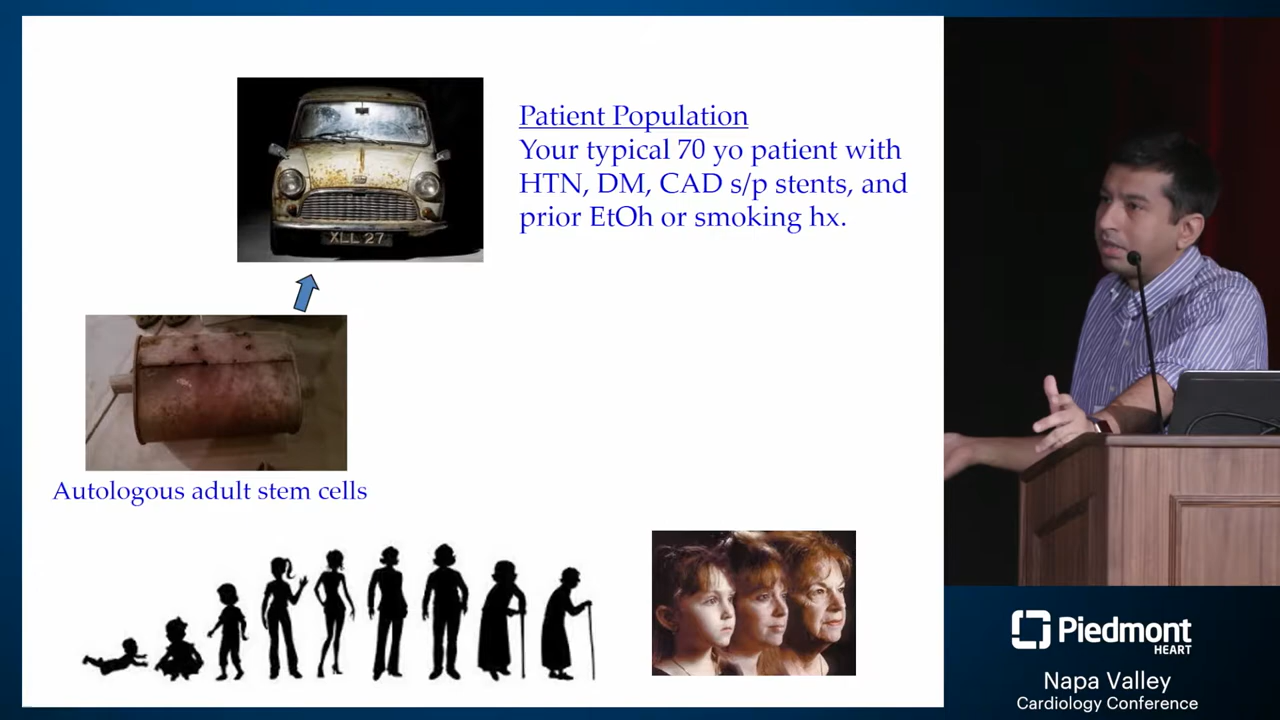 Patient Population
Your typical 70 yo patient with
HTN, DM, CAD s/p stents, and
prior EtOh or smoking hx.
XLL 27
Autologous adult stem cells
Piedmont
HEART
Napa Valley
Cardiology Conference